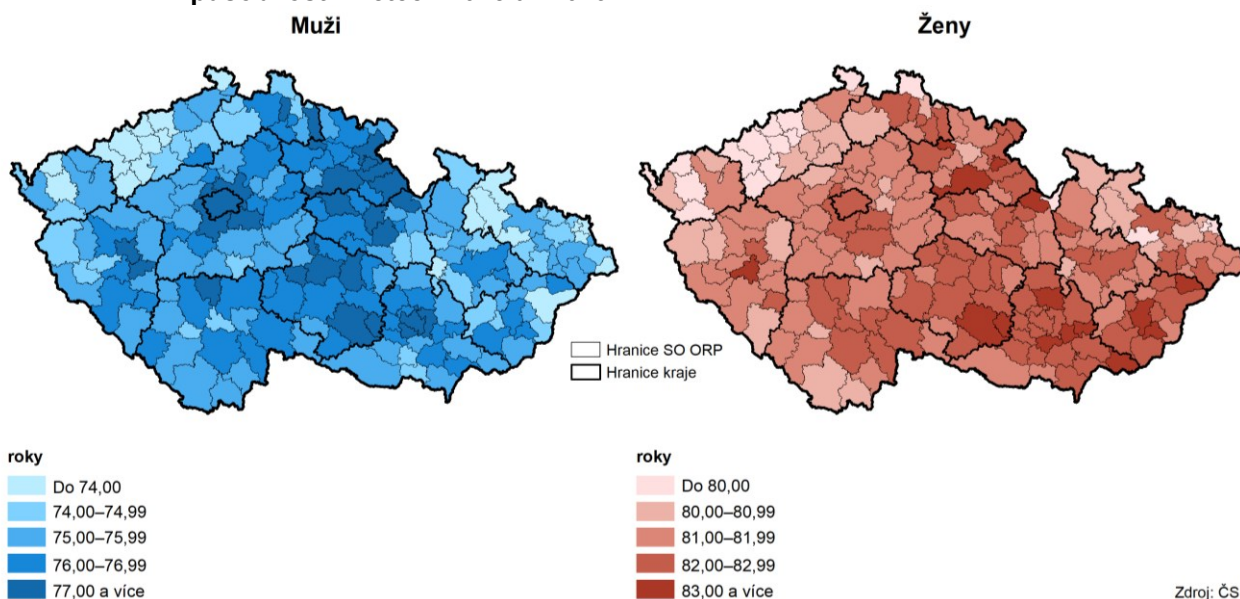 Muži
Ženy
Hranice SO ORP
Hranice kraje
roky
Do 74,00
74,00–74,99
75,00–75,99
76,00–76,99
77,00 a více
roky
Do 80,00
80,00–80,99
81,00–81,99
82,00–82,99
83,00 a více
Zdroj: ČS